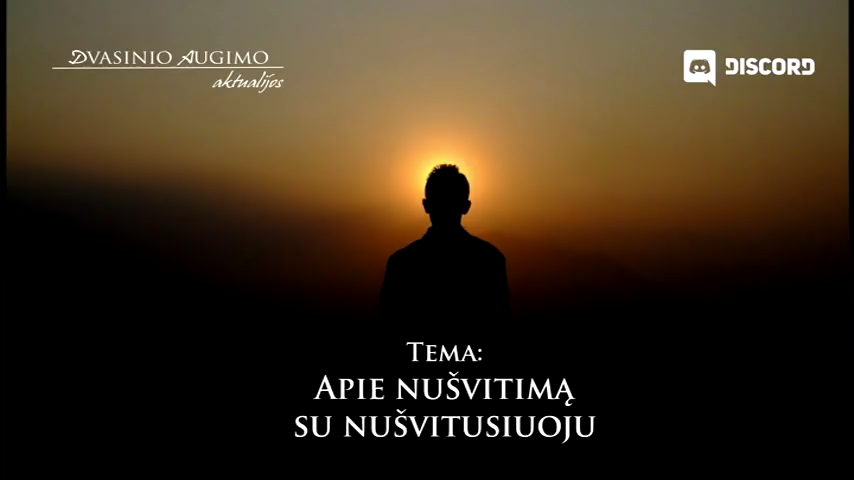 Dvasinio Augimo
aktualijos
DISCORD
Tema:
Apie nušvitimą
su nušvitusiuoju